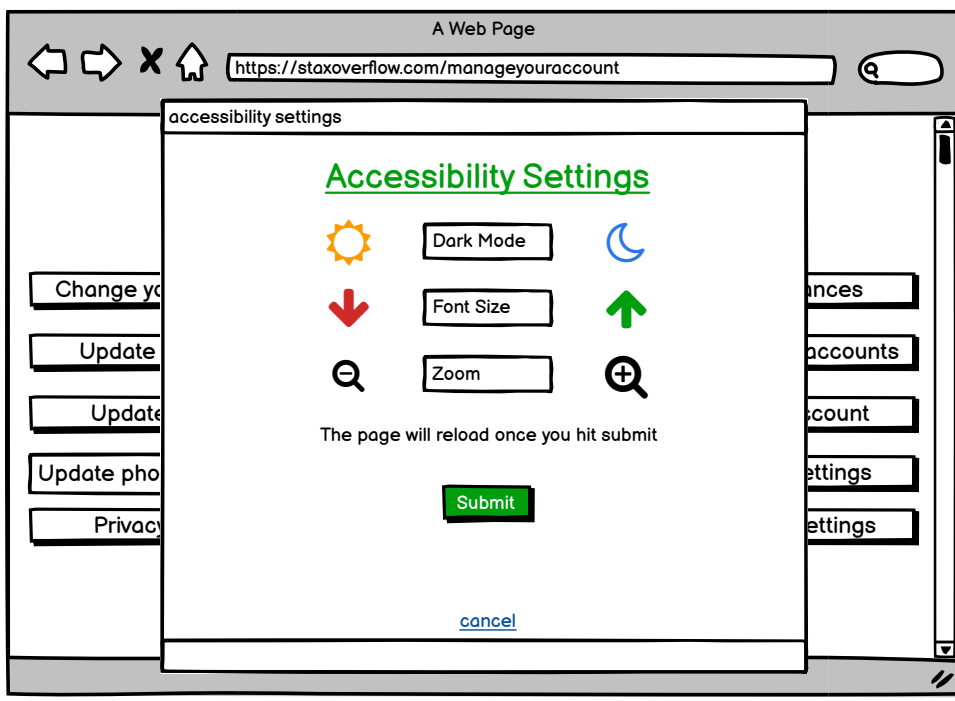 A Web Page
https://staxoverflow.com/manageyouraccount
accessibility settings
Accessibility Settings
Dark Mode
Font Size
Zoom
The page will reload once you hit submit
Submit
cancel
Change yo
Update
Update
Update pho
Privacy
ances
accounts
ccount
ettings
ettings